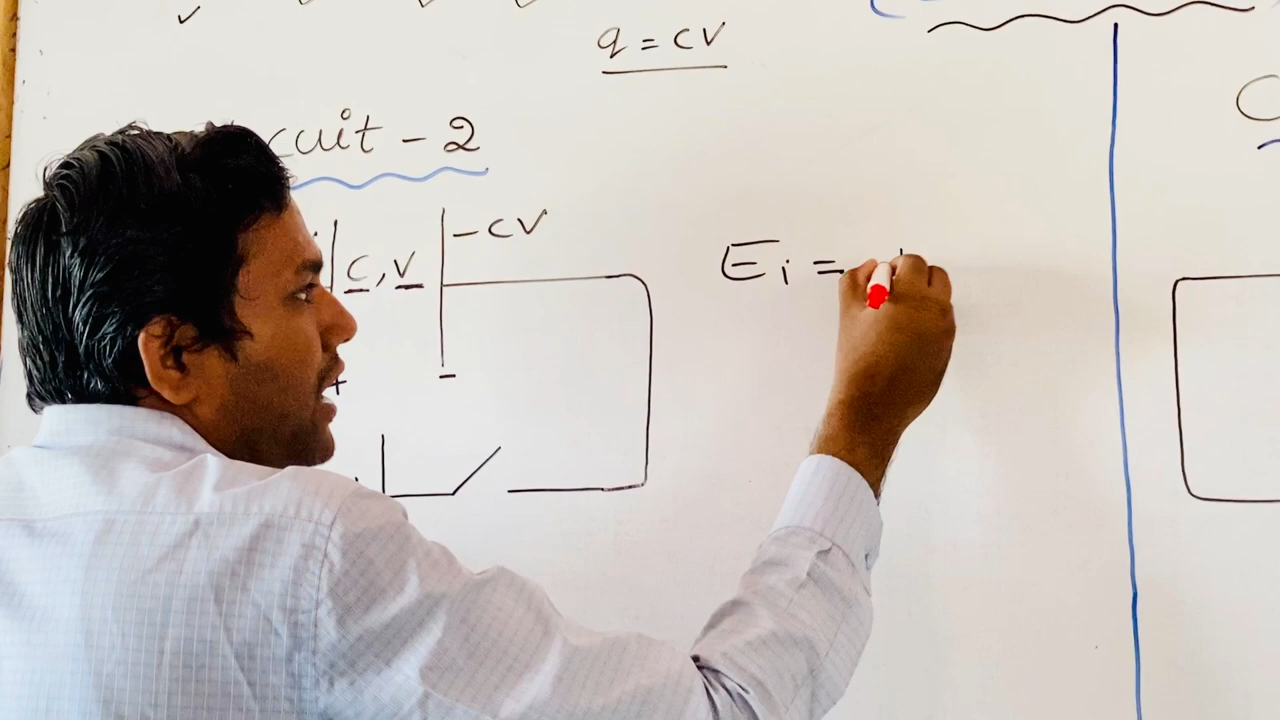 q = cv
cuit - 2
- cv
c, v
Ei =
+
-